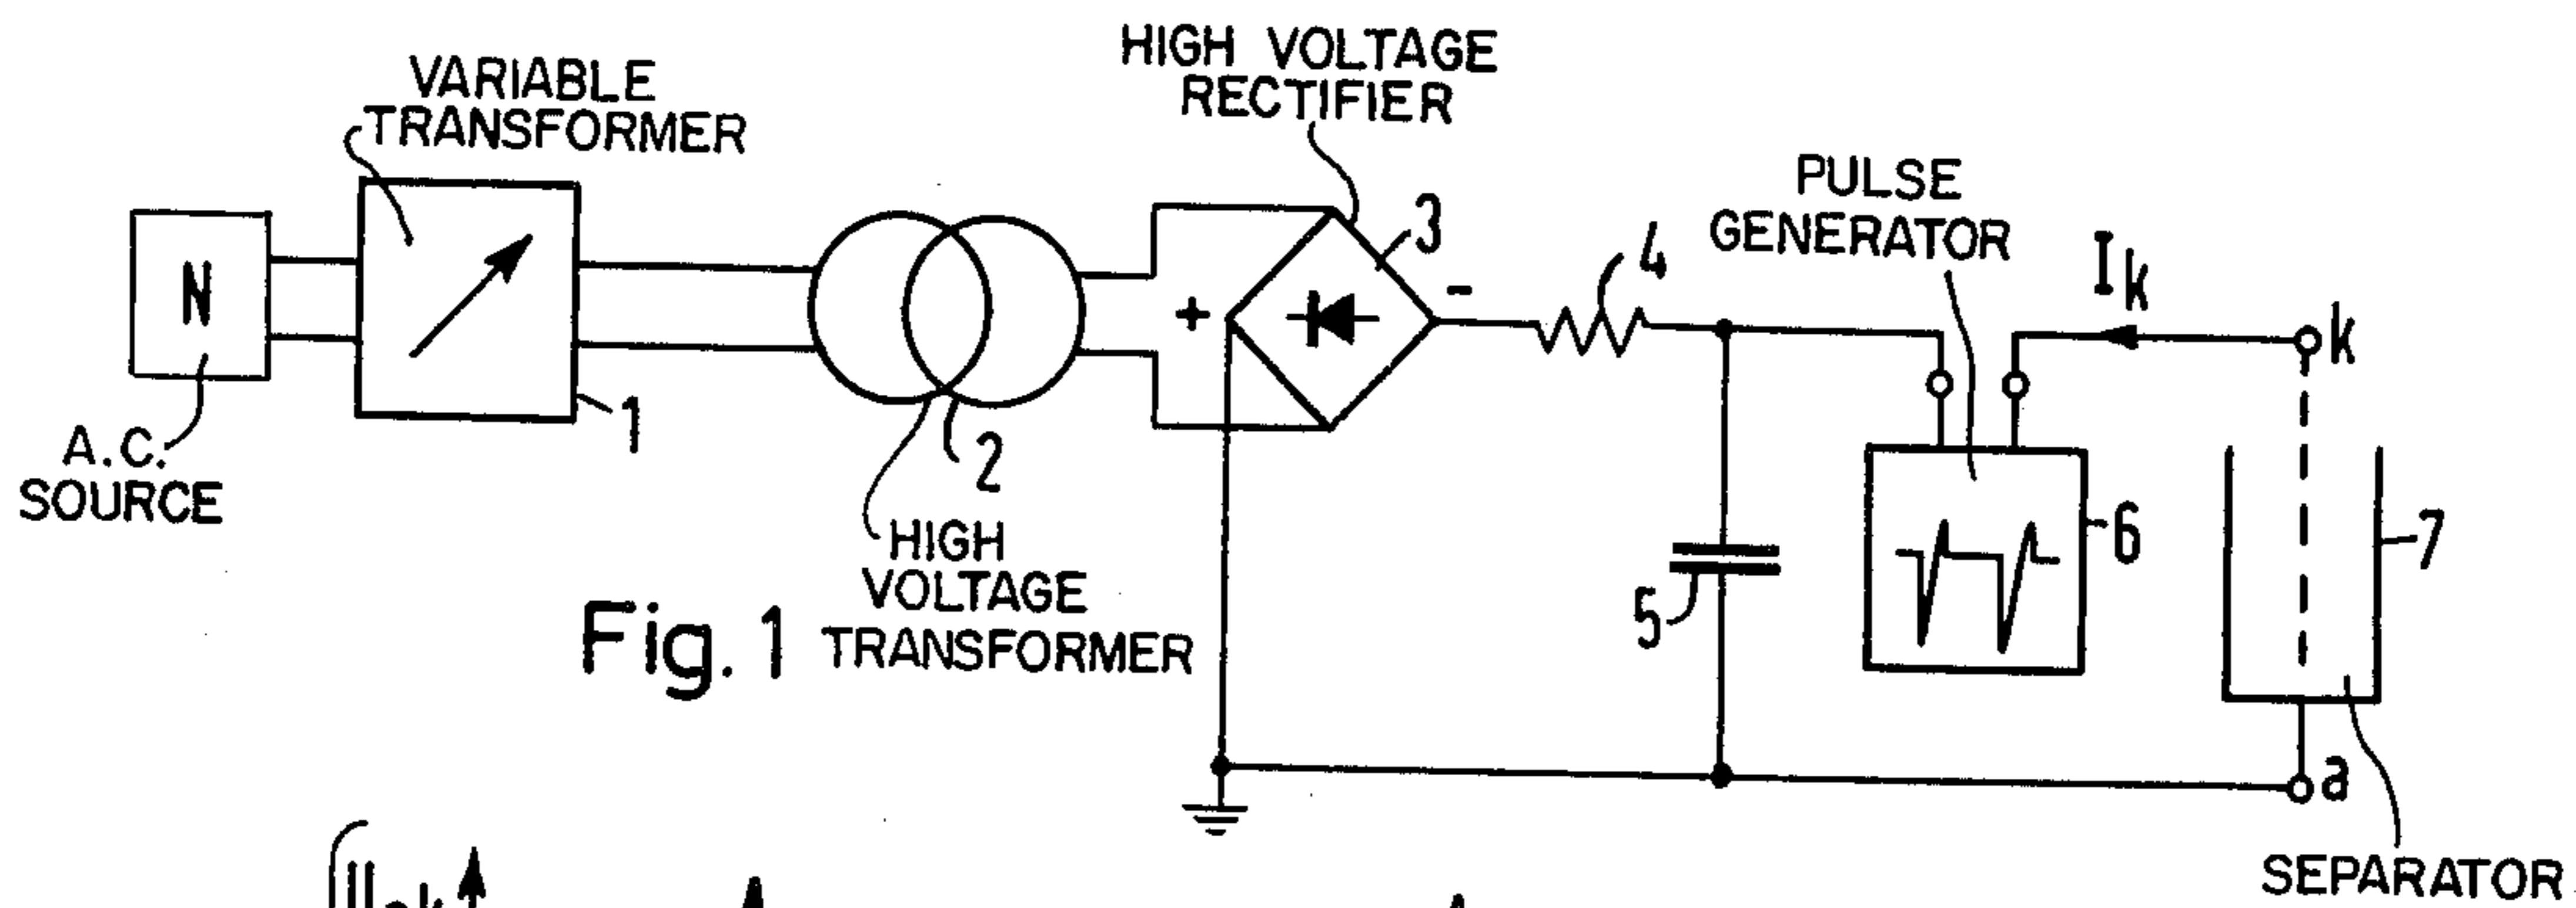 HIGH VOLTAGE
RECTIFIER
VARIABLE
TRANSFORMER
PULSE
GENERATOR
3
4
I k
N
+
-
k
1
2
A.C.
SOURCE
HIGH
VOLTAGE
TRANSFORMER
5
6
7
Fig. 1
a
SEPARATOR